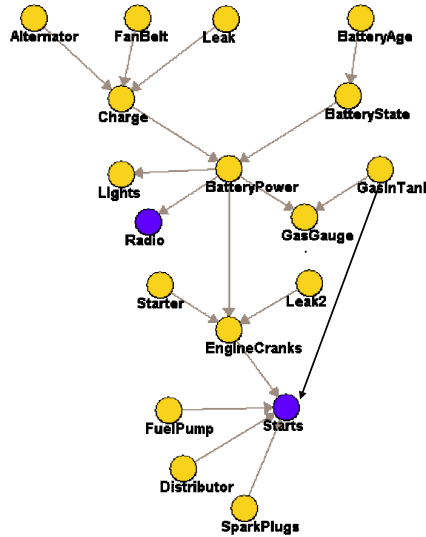 Alternator
FanBelt
Leak
BatteryAge
Charge
BatteryState
Lights
BatteryPower
GasInTank
Radio
GasGauge
Starter
Leak2
EngineCranks
FuelPump
Starts
Distributor
SparkPlugs